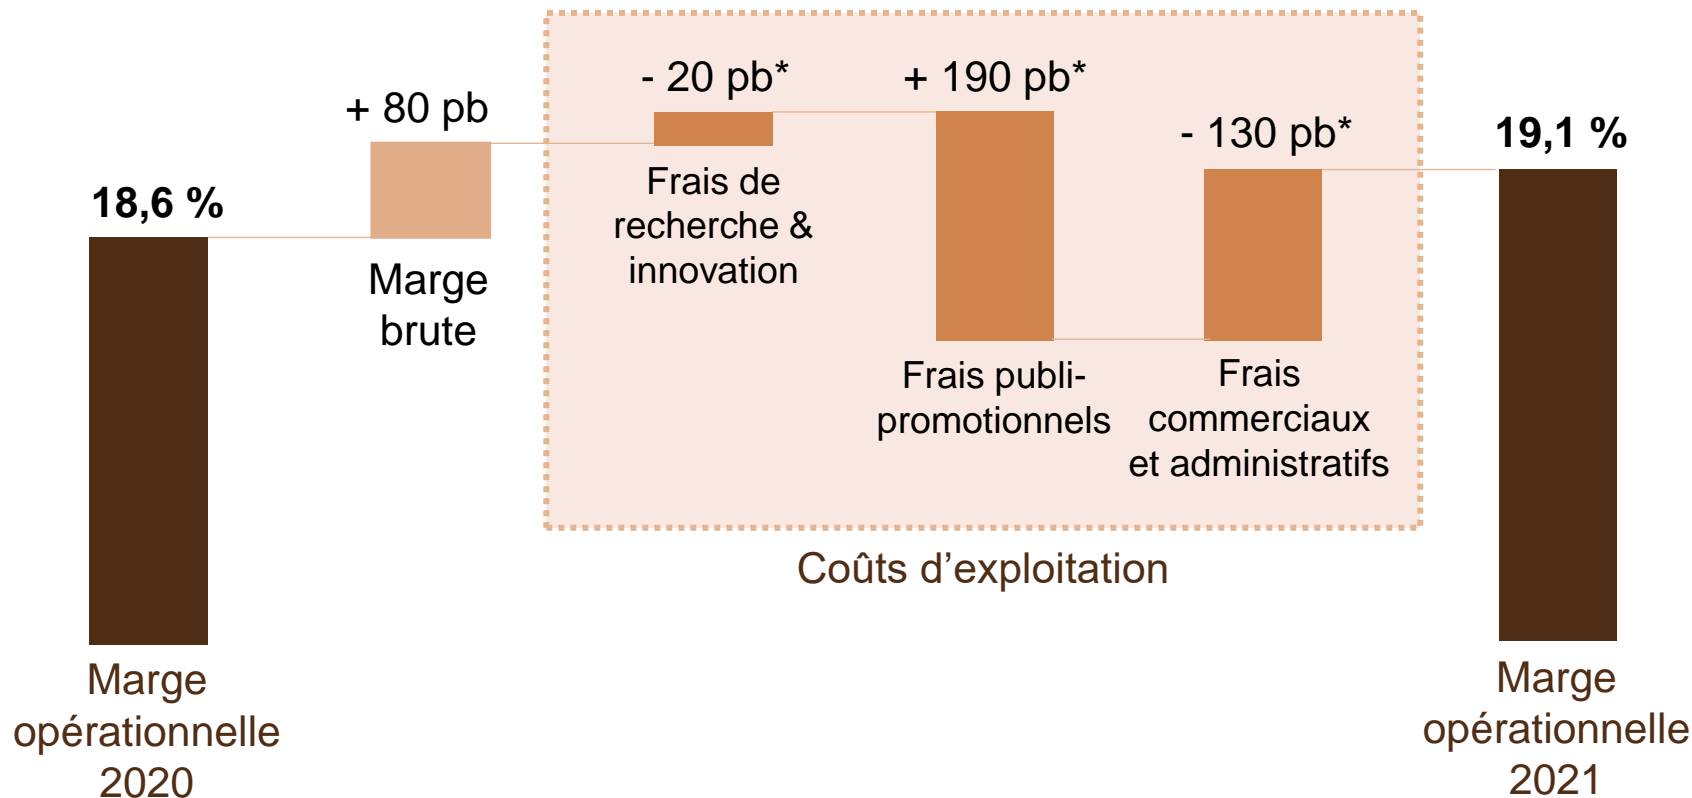 18,6 %
Marge
opérationnelle
2020
+ 80 pb
Marge
brute
- 20 pb*
Frais de
recherche &
innovation
+ 190 pb*
Frais publi-
promotionnels
- 130 pb*
Frais
commerciaux
et administratifs
Coûts d’exploitation
19,1 %
Marge
opérationnelle
2021